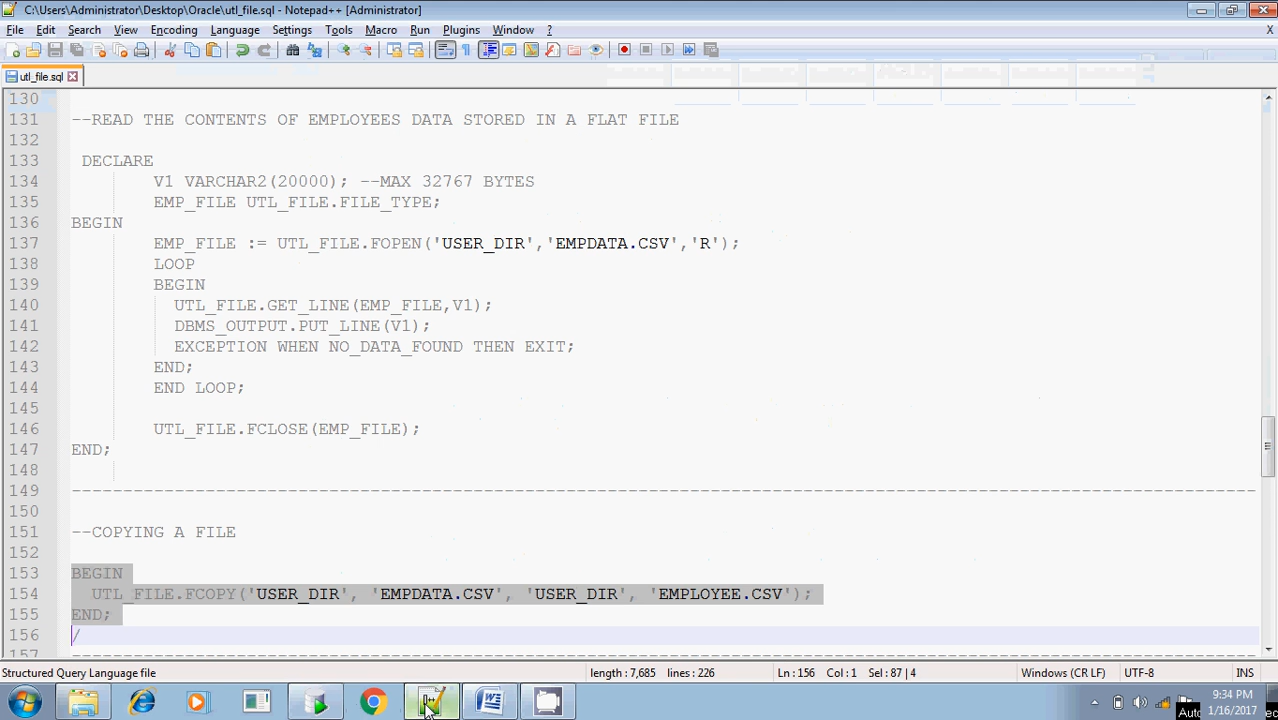 C:\Users\Administrator\Desktop\Oracle\utl_file.sql - Notepad++ [Administrator]
File Edit Search View Encoding Language Settings Tools Macro Run Plugins Window ? X
utl_file.sql
130
131 --READ THE CONTENTS OF EMPLOYEES DATA STORED IN A FLAT FILE
132
133 DECLARE
134 V1 VARCHAR2(20000); --MAX 32767 BYTES
135 EMP_FILE UTL_FILE.FILE_TYPE;
136 BEGIN
137 EMP_FILE := UTL_FILE.FOPEN('USER_DIR','EMPDATA.CSV','R');
138 LOOP
139 BEGIN
140 UTL_FILE.GET_LINE(EMP_FILE,V1);
141 DBMS_OUTPUT.PUT_LINE(V1);
142 EXCEPTION WHEN NO_DATA_FOUND THEN EXIT;
143 END;
144 END LOOP;
145
146 UTL_FILE.FCLOSE(EMP_FILE);
147 END;
148
149 -------------------------------------------------------------------------------------------------------------------
150
151 --COPYING A FILE
152
153 BEGIN
154 UTL_FILE.FCOPY('USER_DIR', 'EMPDATA.CSV', 'USER_DIR', 'EMPLOYEE.CSV');
155 END;
156 /
157 -------------------------------------------------------------------------------------------------------------------
Structured Query Language file length : 7,685 lines : 226 Ln : 156 Col : 1 Sel : 87 | 4 Windows (CR LF) UTF-8 INS
9:34 PM
1/16/2017